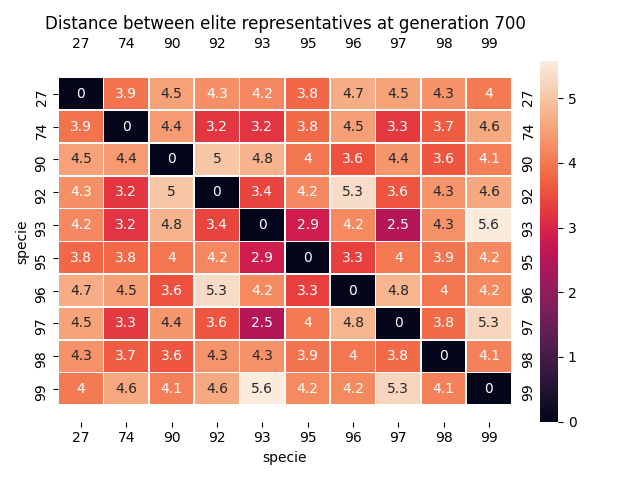 Distance between elite representatives at generation 700
27 74 90 92 93 95 96 97 98 99
27 0 3.9 4.5 4.3 4.2 3.8 4.7 4.5 4.3 4 27
74 3.9 0 4.4 3.2 3.2 3.8 4.5 3.3 3.7 4.6 74
90 4.5 4.4 0 5 4.8 4 3.6 4.4 3.6 4.1 90
92 4.3 3.2 5 0 3.4 4.2 5.3 3.6 4.3 4.6 92
93 4.2 3.2 4.8 3.4 0 2.9 4.2 2.5 4.3 5.6 93
95 3.8 3.8 4 4.2 2.9 0 3.3 4 3.9 4.2 95
96 4.7 4.5 3.6 5.3 4.2 3.3 0 4.8 4 4.2 96
97 4.5 3.3 4.4 3.6 2.5 4 4.8 0 3.8 5.3 97
98 4.3 3.7 3.6 4.3 4.3 3.9 4 3.8 0 4.1 98
99 4 4.6 4.1 4.6 5.6 4.2 4.2 5.3 4.1 0 99
27 74 90 92 93 95 96 97 98 99
specie
specie
5
4
3
2
1
0